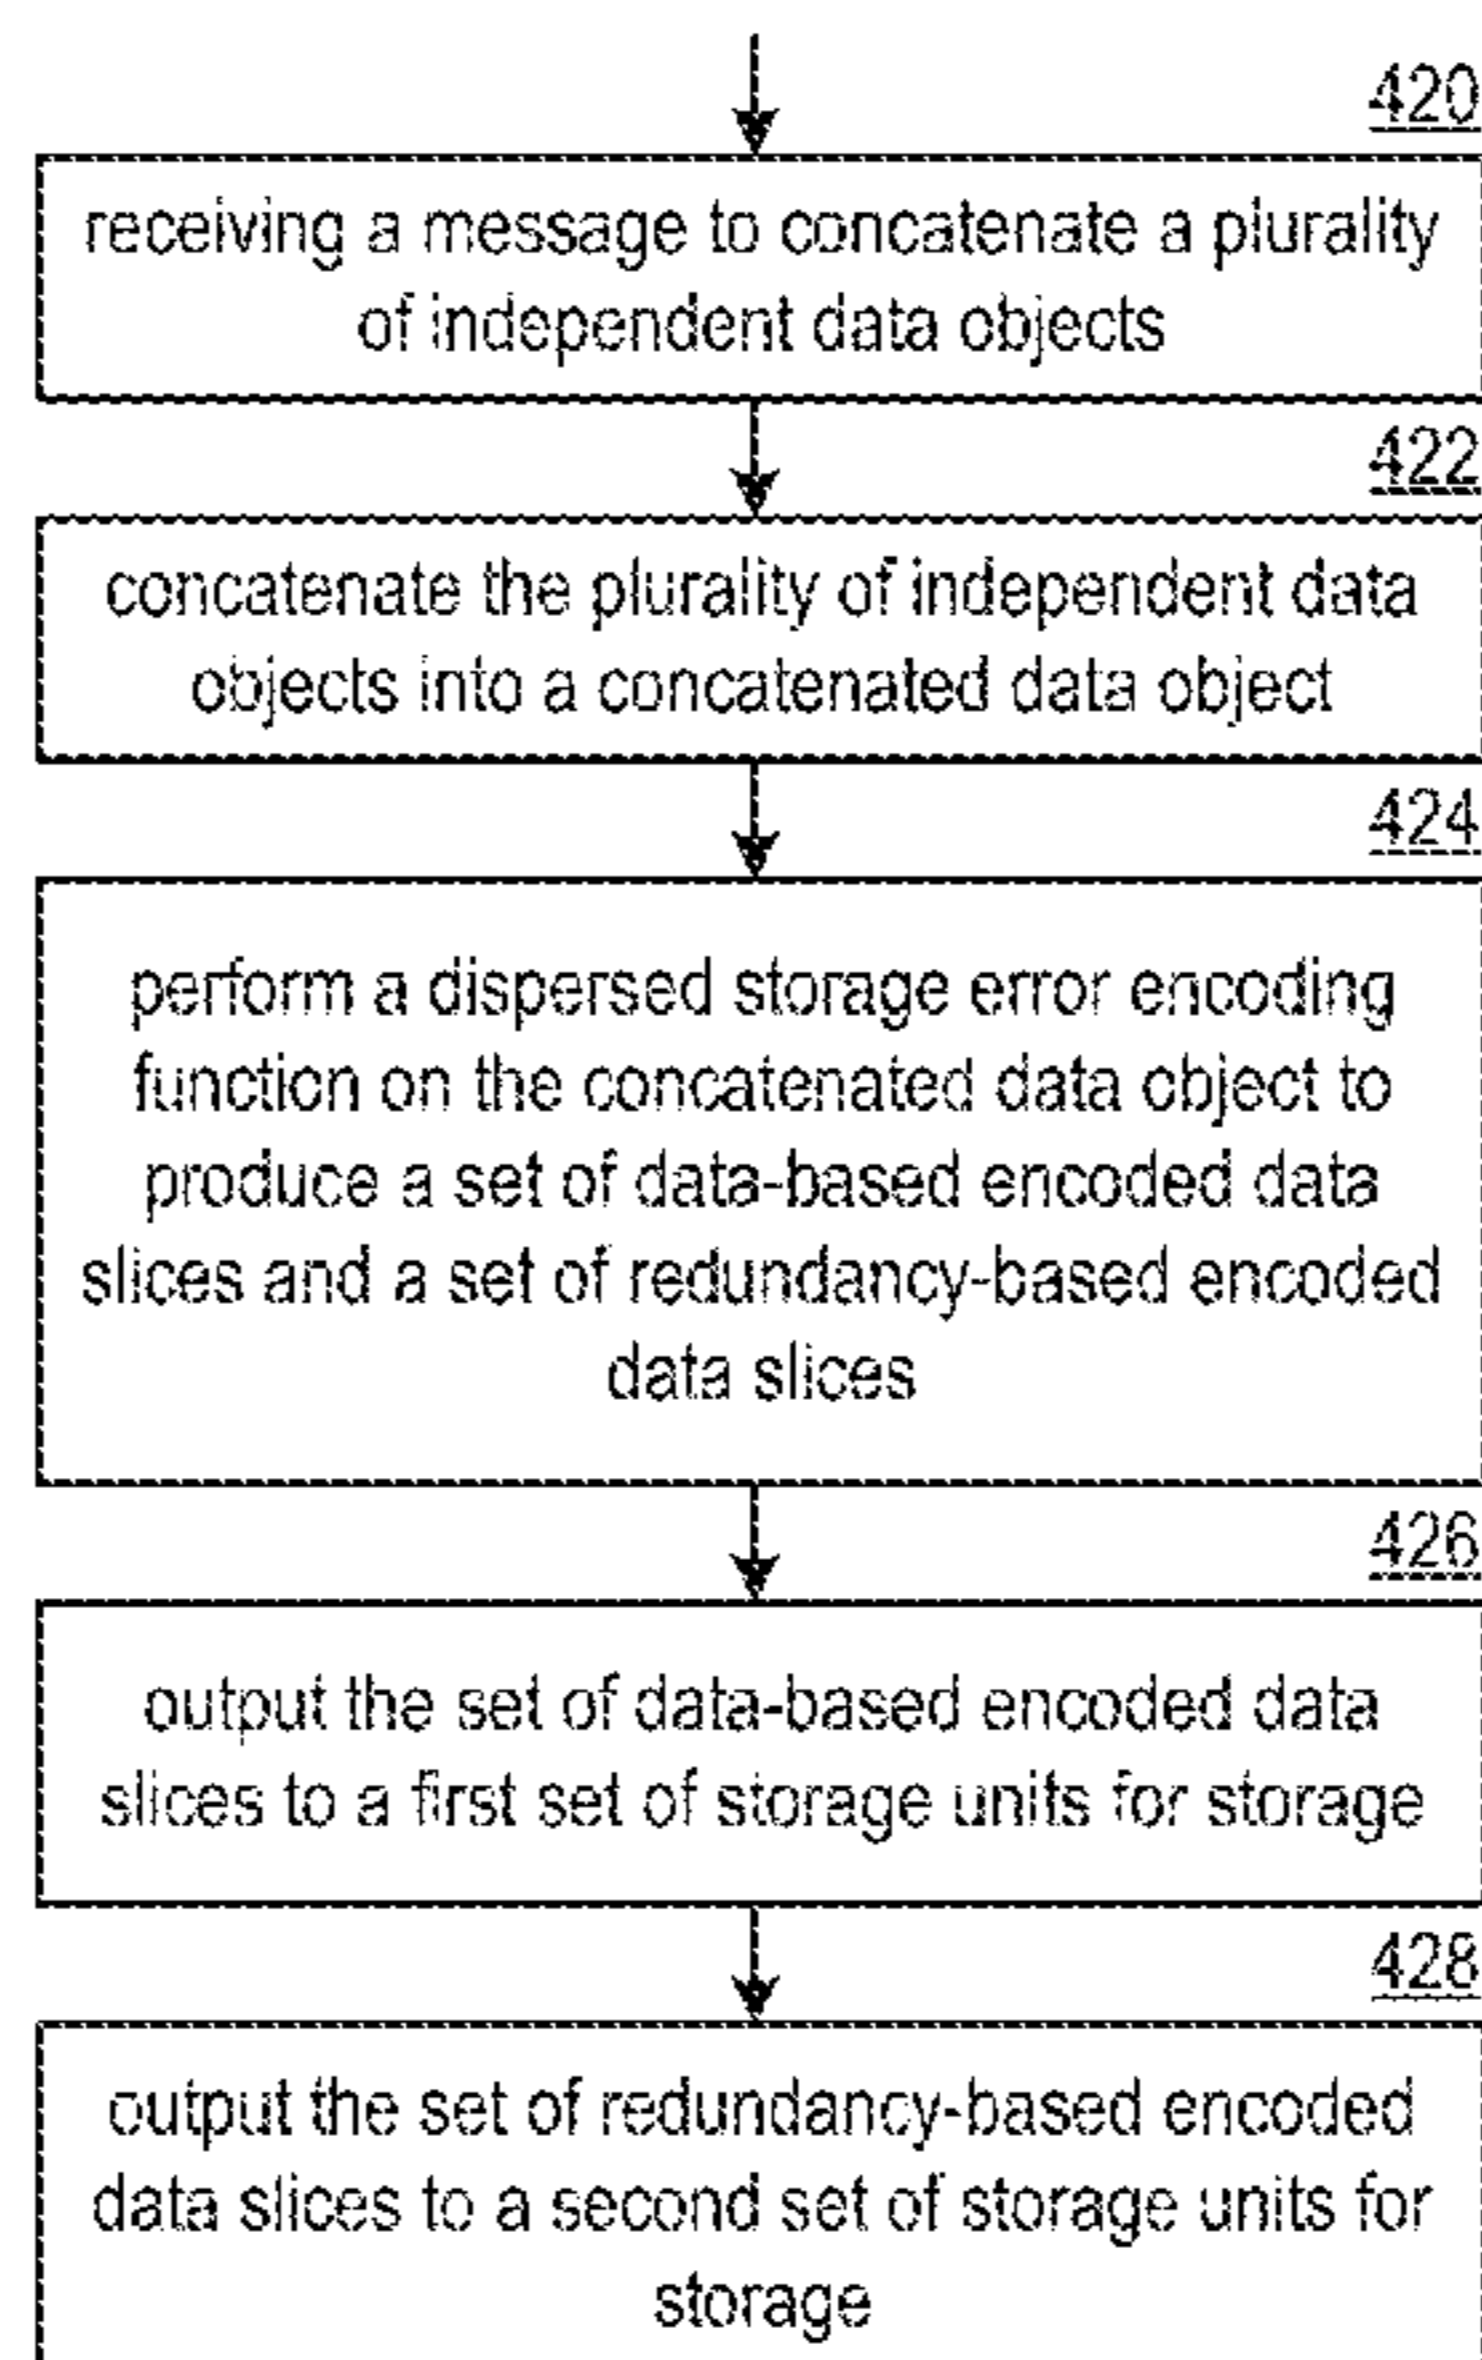 420
receiving a message to concatenate a plurality
of independent data objects
422
concatenate the plurality of independent data
objects into a concatenated data object
424
perform a dispersed storage error encoding
function on the concatenated data object to
produce a set of data-based encoded data
slices and a set of redundancy-based encoded
data slices
426
output the set of data-based encoded data
slices to a first set of storage units for storage
428
output the set of redundancy-based encoded
data slices to a second set of storage units for
storage